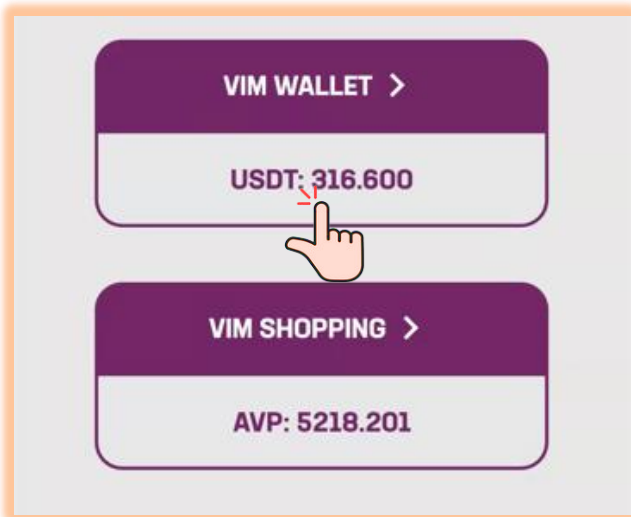 VIM WALLET >
USDT: 316.600
VIM SHOPPING >
AVP: 5218.201